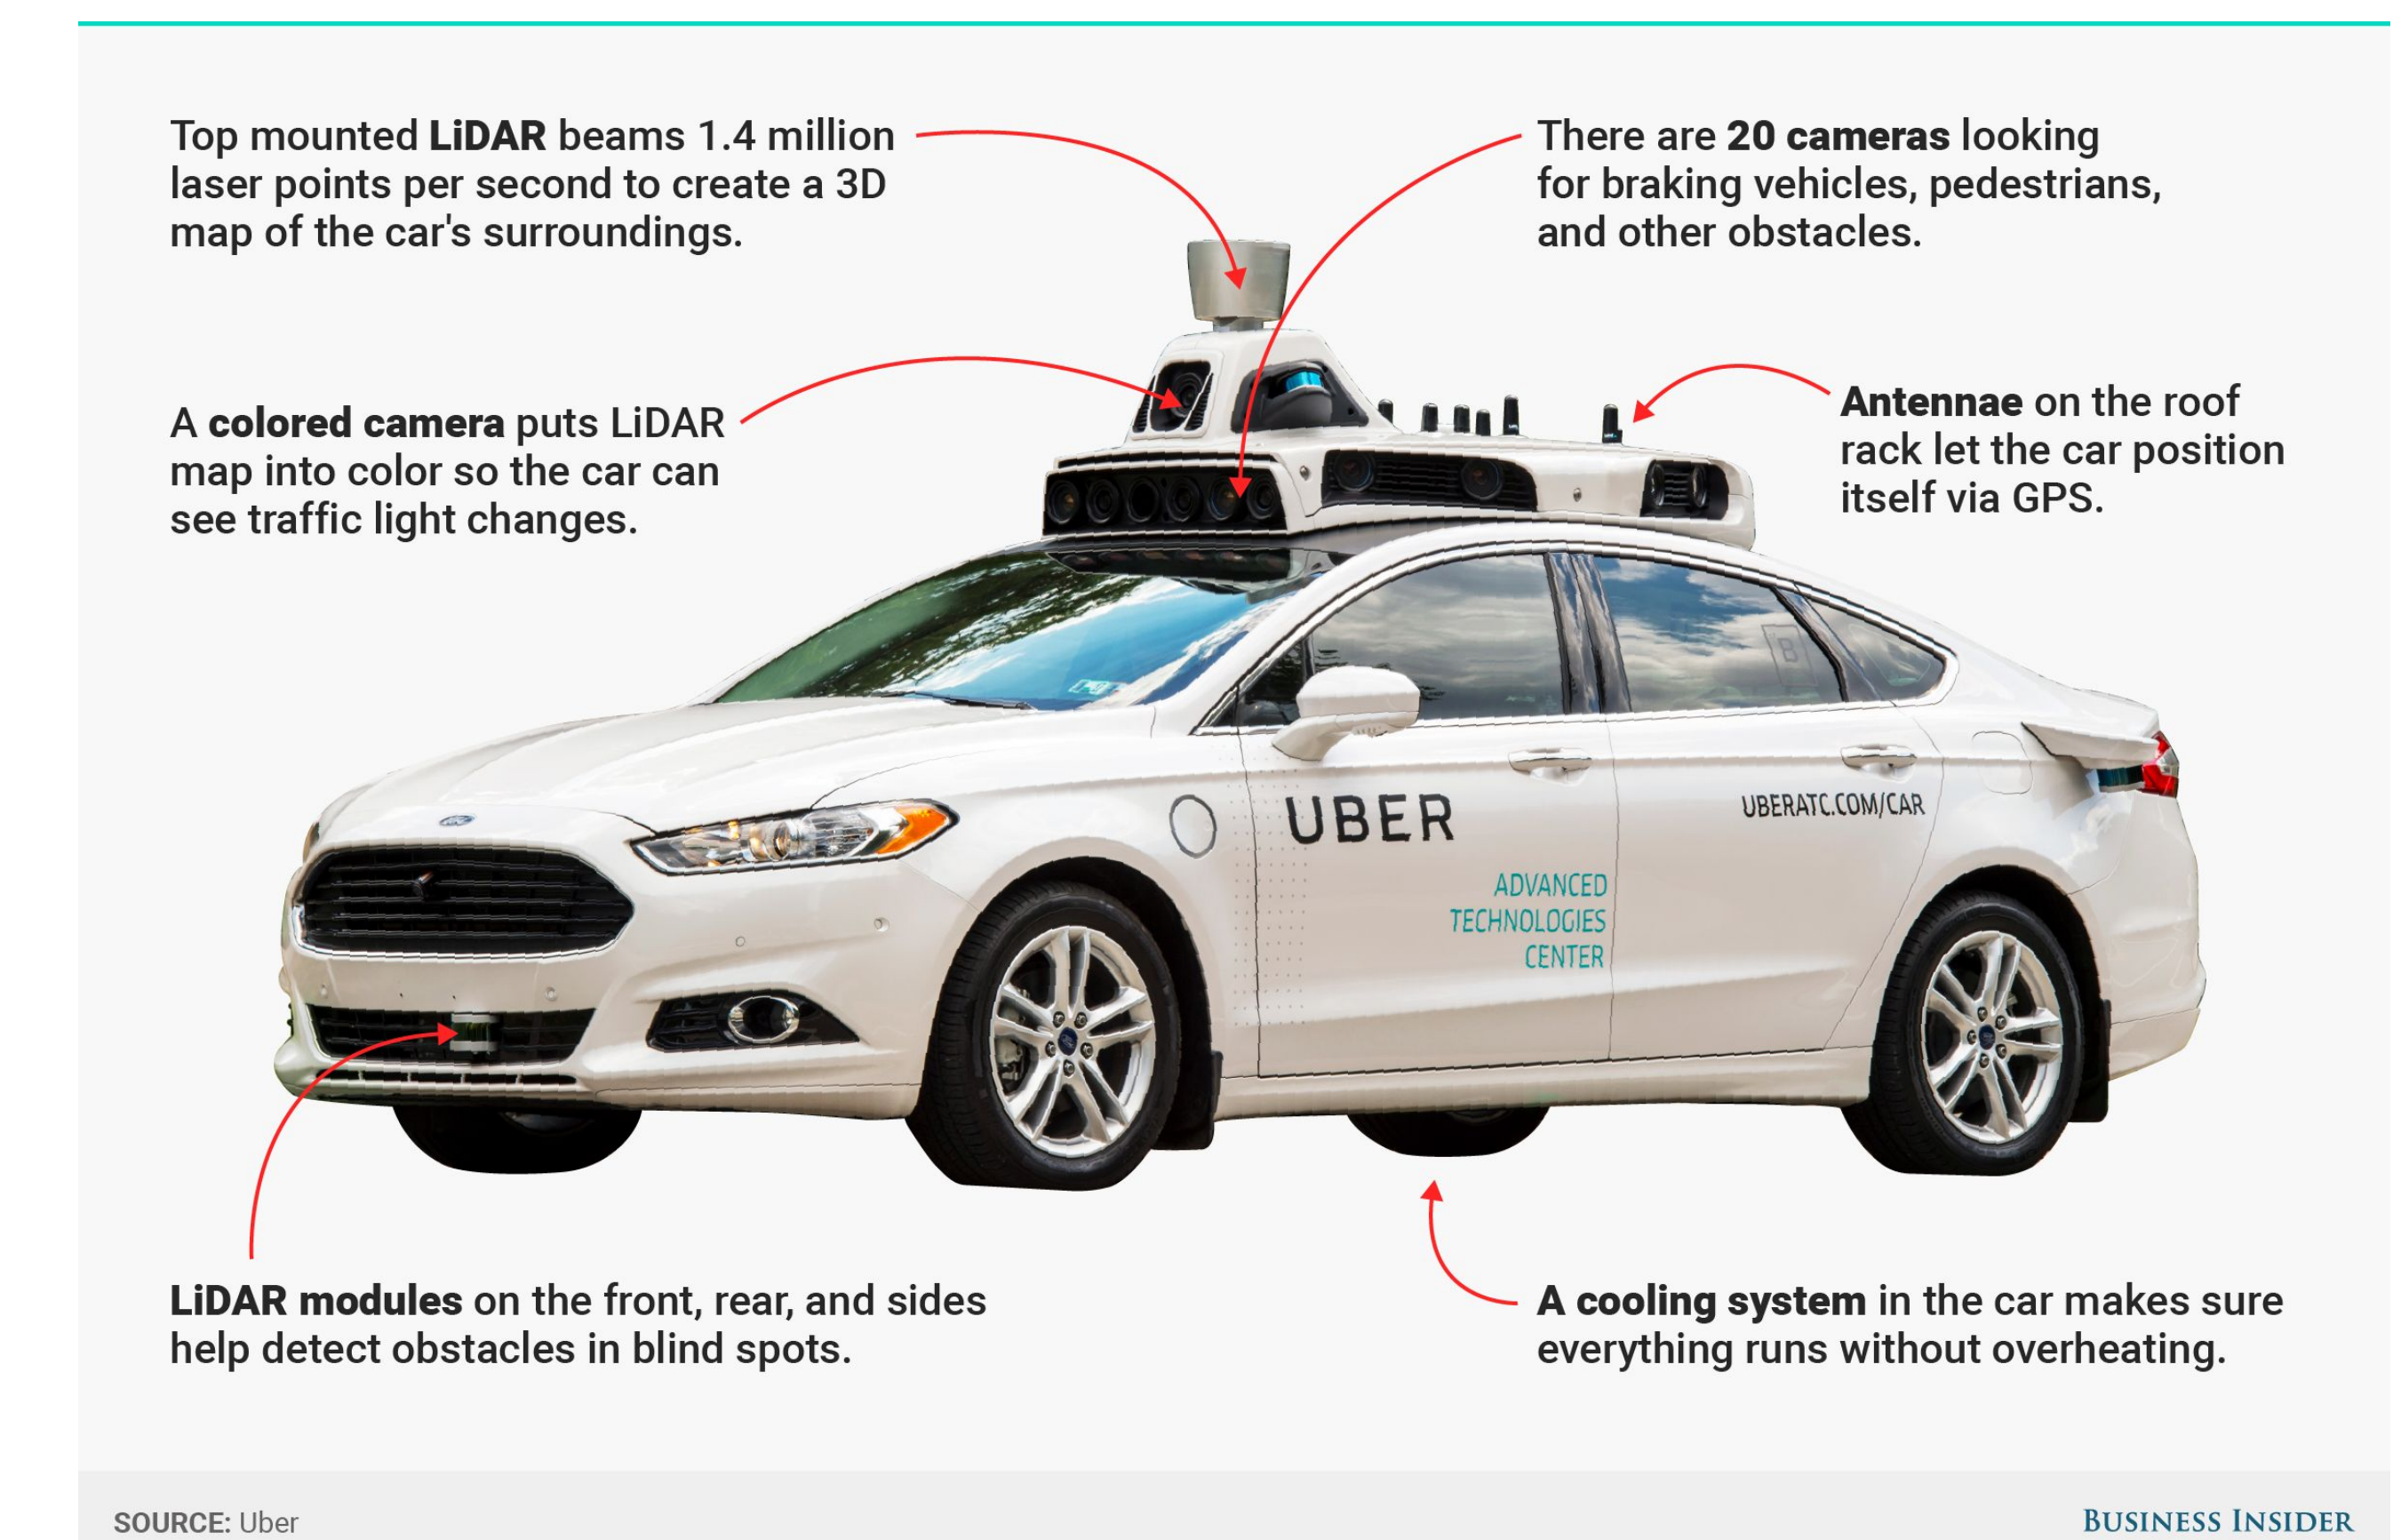 Top mounted LiDAR beams 1.4 million
laser points per second to create a 3D
map of the car's surroundings.
There are 20 cameras looking
for braking vehicles, pedestrians,
and other obstacles.
A colored camera puts LiDAR
map into color so the car can
see traffic light changes.
Antennae on the roof
rack let the car position
itself via GPS.
UBER
UBERATC.COM/CAR
ADVANCED
TECHNOLOGIES
CENTER
LiDAR modules on the front, rear, and sides
help detect obstacles in blind spots.
A cooling system in the car makes sure
everything runs without overheating.
SOURCE: Uber
BUSINESS INSIDER